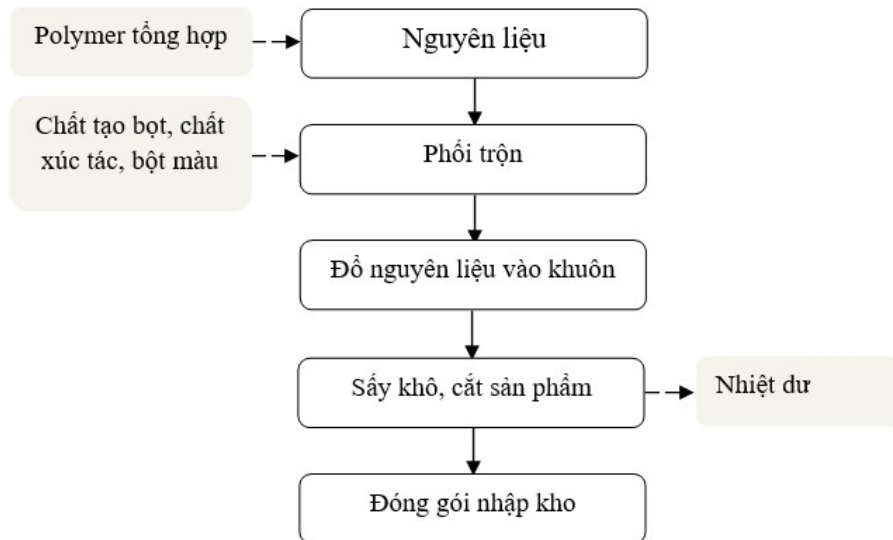 Polymer tổng hợp
Nguyên liệu
Chất tạo bọt, chất
xúc tác, bột màu
Phối trộn
Đổ nguyên liệu vào khuôn
Sấy khô, cắt sản phẩm
Nhiệt dư
Đóng gói nhập kho